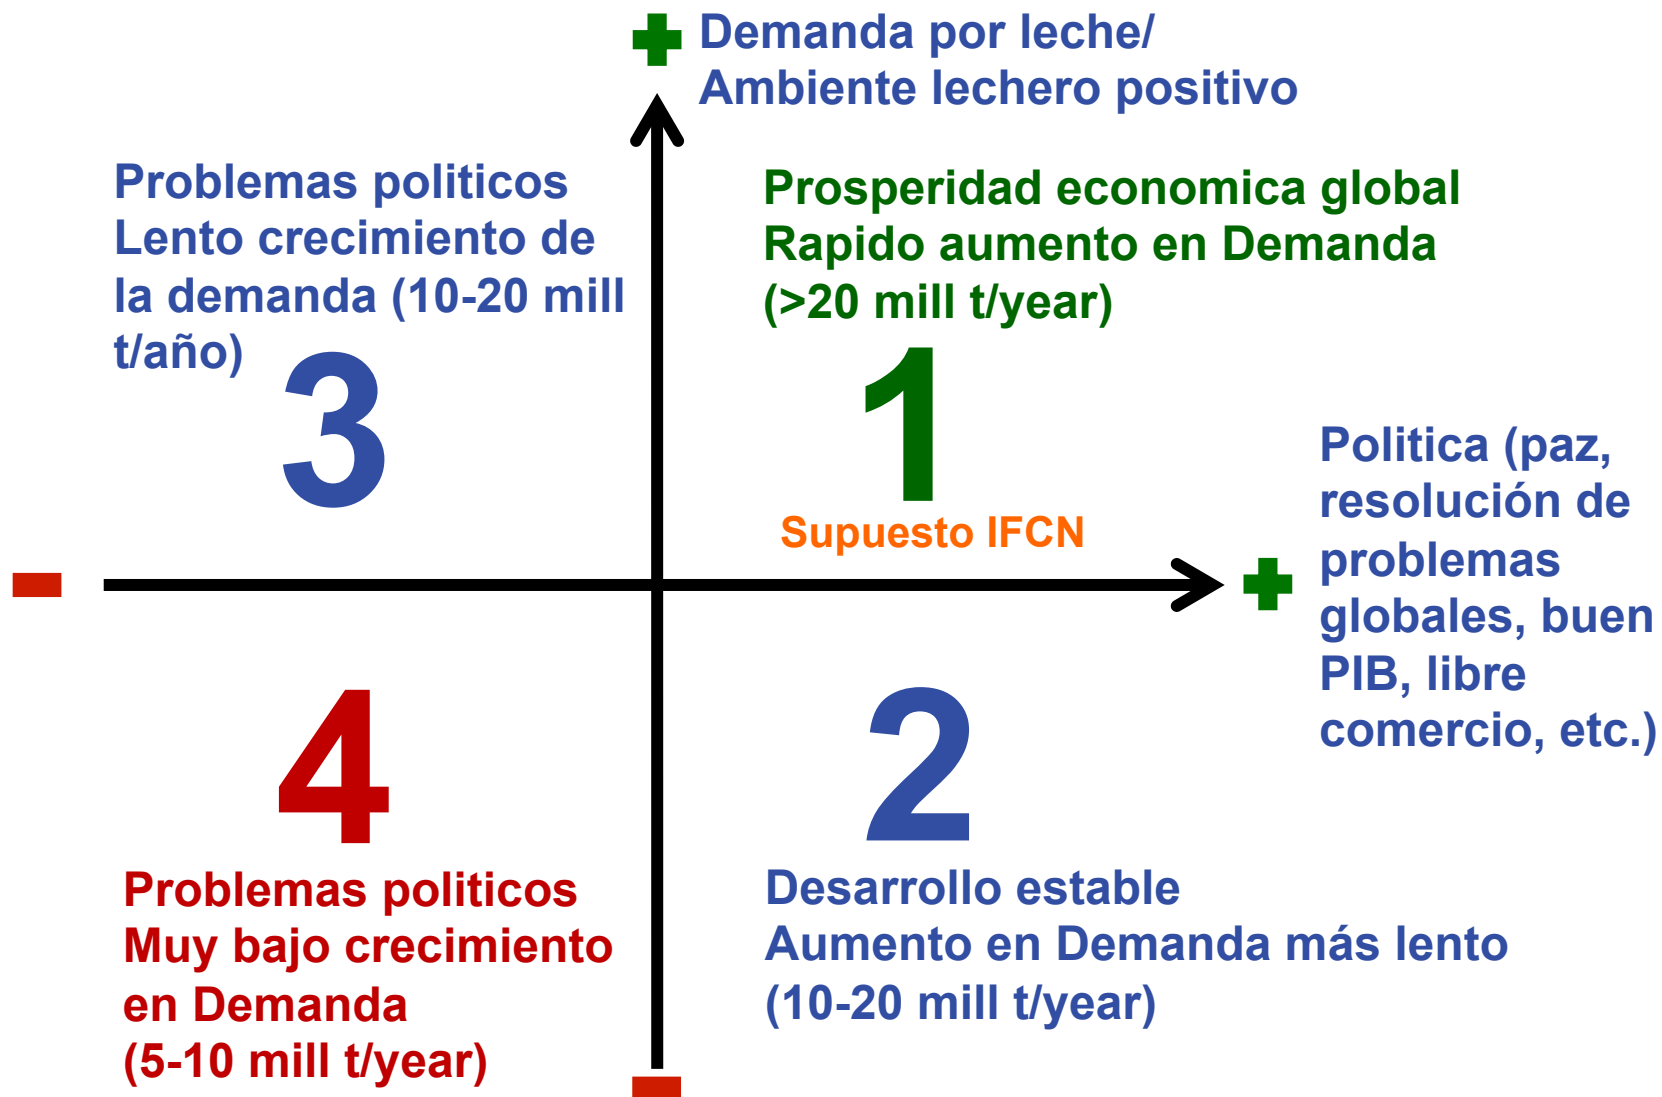 Demanda por leche/
Ambiente lechero positivo
Problemas politicos
Lento crecimiento de
la demanda (10-20 mill
t/año)
3
Prosperidad economica global
Rapido aumento en Demanda
(>20 mill t/year)
1
Supuesto IFCN
Politica (paz,
resolución de
problemas
globales, buen
PIB, libre
comercio, etc.)
4
Problemas politicos
Muy bajo crecimiento
en Demanda
(5-10 mill t/year)
2
Desarrollo estable
Aumento en Demanda más lento
(10-20 mill t/year)